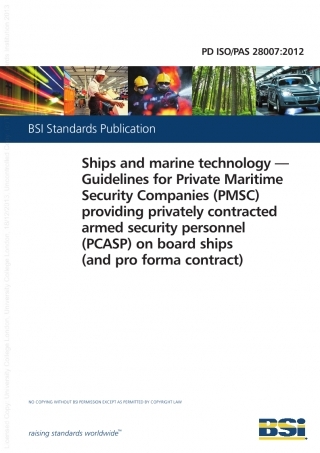 PD ISO/PAS 28007:2012
BSI Standards Publication
Ships and marine technology —
Guidelines for Private Maritime
Security Companies (PMSC)
providing privately contracted
armed security personnel
(PCASP) on board ships
(and pro forma contract)
NO COPYING WITHOUT BSI PERMISSION EXCEPT AS PERMITTED BY COPYRIGHT LAW
raising standards worldwide™
BSi